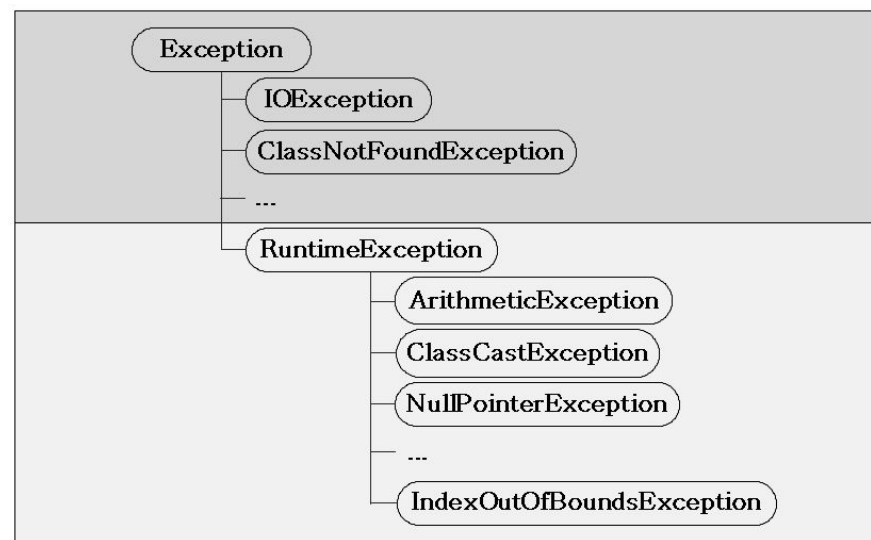 Exception
IOException
ClassNotFoundException
...
RuntimeException
ArithmeticException
ClassCastException
NullPointerException
...
IndexOutOfBoundsException